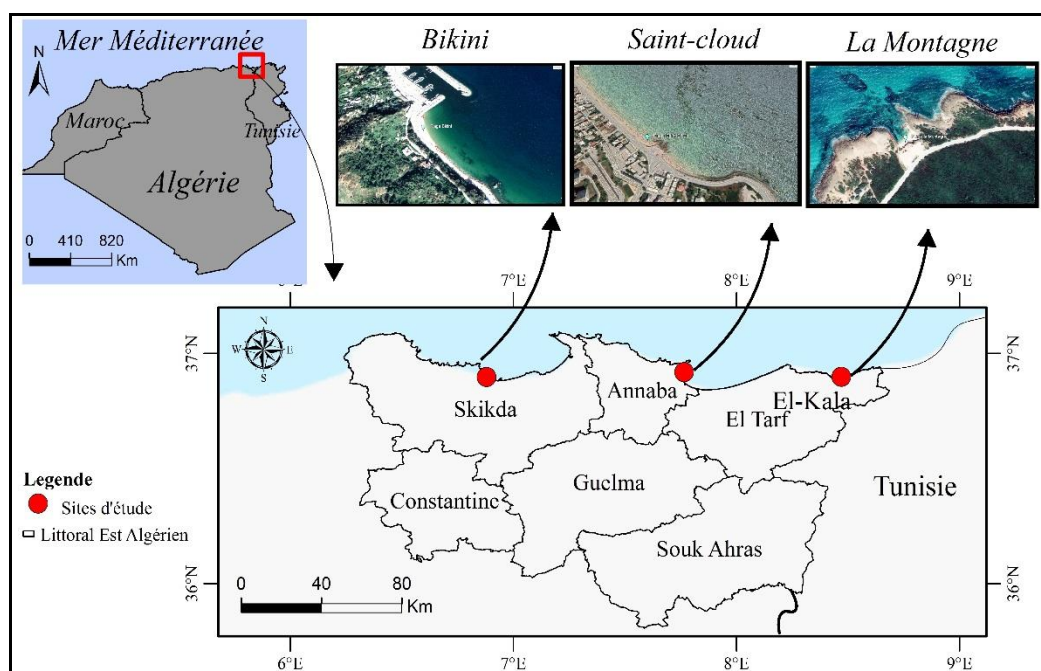 Mer Méditerranée
Bikini
Saint-cloud
La Montagne
N
Maroc
Tunisie
Algérie
0 410 820
Km
6°E
7°E
8°E
9°E
37°N
37°N
N
W E
S
Skikda
Annaba
El-Kala
El Tarf
Constantine
Guelma
Tunisie
Souk Ahras
Legende
Sites d'étude
Littoral Est Algérien
36°N
36°N
0 40 80
Km
6°E
7°E
8°E
9°E